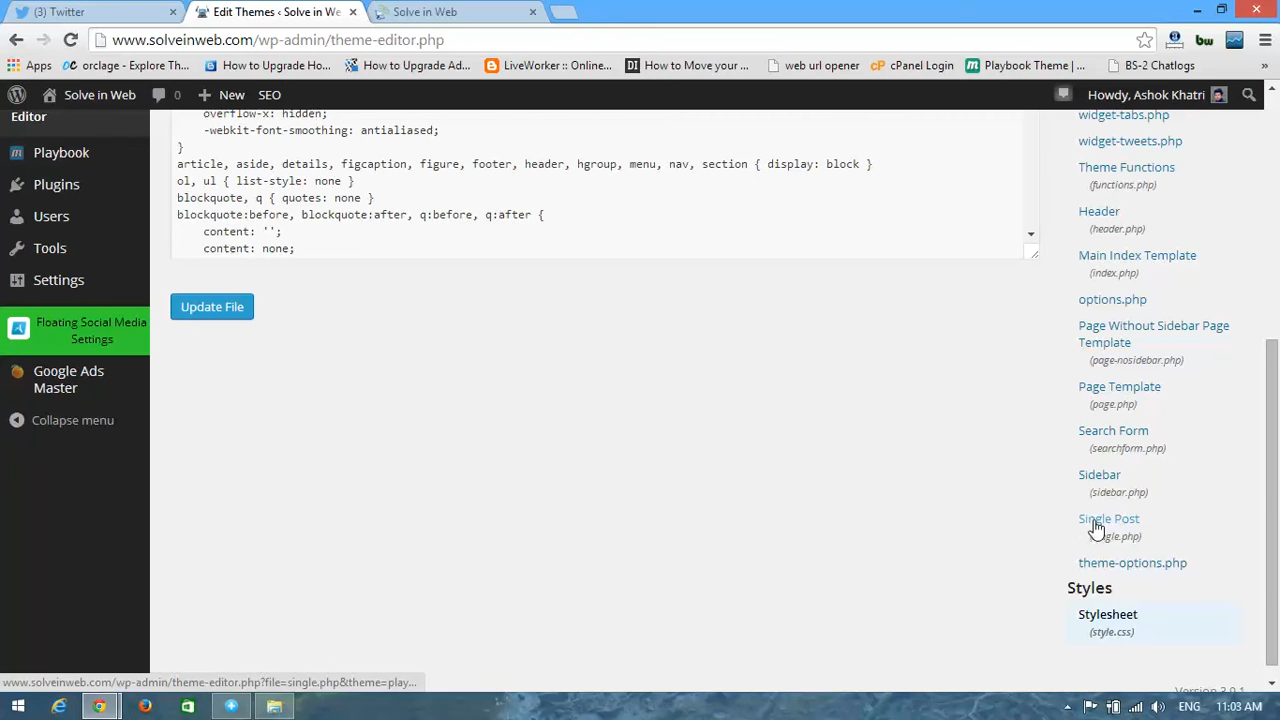 (3) Twitter
Edit Themes ‹ Solve in We
Solve in Web
www.solveinweb.com/wp-admin/theme-editor.php
bw
Apps
oc orclage - Explore Th...
How to Upgrade Ho...
How to Upgrade Ad...
LiveWorker :: Online...
DI How to Move your ...
web url opener
cP cPanel Login
Playbook Theme | ...
BS-2 Chatlogs
»
Solve in Web
0
New
SEO
Howdy, Ashok Khatri
Editor
Playbook
Plugins
Users
Tools
Settings
Floating Social Media
Settings
Google Ads
Master
Collapse menu
overflow-x: hidden;
-webkit-font-smoothing: antialiased;
}
article, aside, details, figcaption, figure, footer, header, hgroup, menu, nav, section { display: block }
ol, ul { list-style: none }
blockquote, q { quotes: none }
blockquote:before, blockquote:after, q:before, q:after {
content: '';
content: none;
Update File
widget-tabs.php
widget-tweets.php
Theme Functions
(functions.php)
Header
(header.php)
Main Index Template
(index.php)
options.php
Page Without Sidebar Page
Template
(page-nosidebar.php)
Page Template
(page.php)
Search Form
(searchform.php)
Sidebar
(sidebar.php)
Single Post
theme-options.php
Styles
Stylesheet
(style.css)
Version 3.9.1
www.solveinweb.com/wp-admin/theme-editor.php?file=single.php&theme=play...
ENG
11:03 AM